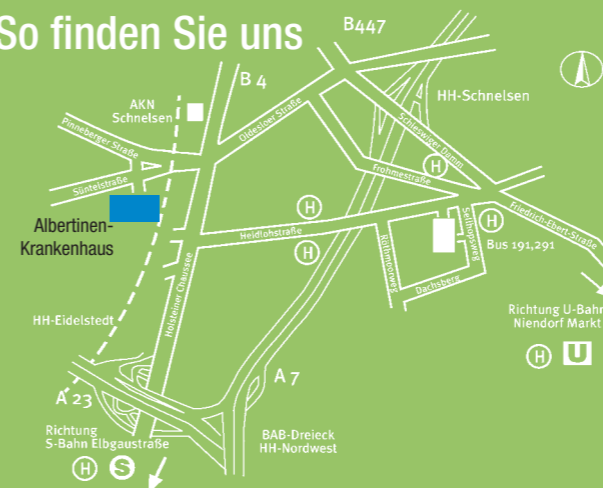 So finden Sie uns
B447
B 4
AKN
Schnelsen
HH-Schnelsen
Pinneberger Straße
Oldesloer Straße
Schleswiger Damm
Süntelstraße
Frohmestraße
H
Albertinen-
Krankenhaus
H
Heidlohstraße
H
H
Sellhopsweg
Friedrich-Ebert-Straße
Bus 191,291
Röthmoorweg
Dachsberg
Holsteiner Chaussee
HH-Eidelstedt
Richtung U-Bahn
Niendorf Markt
H U
A 7
A 23
Richtung
S-Bahn Elbgaustraße
H S
BAB-Dreieck
HH-Nordwest